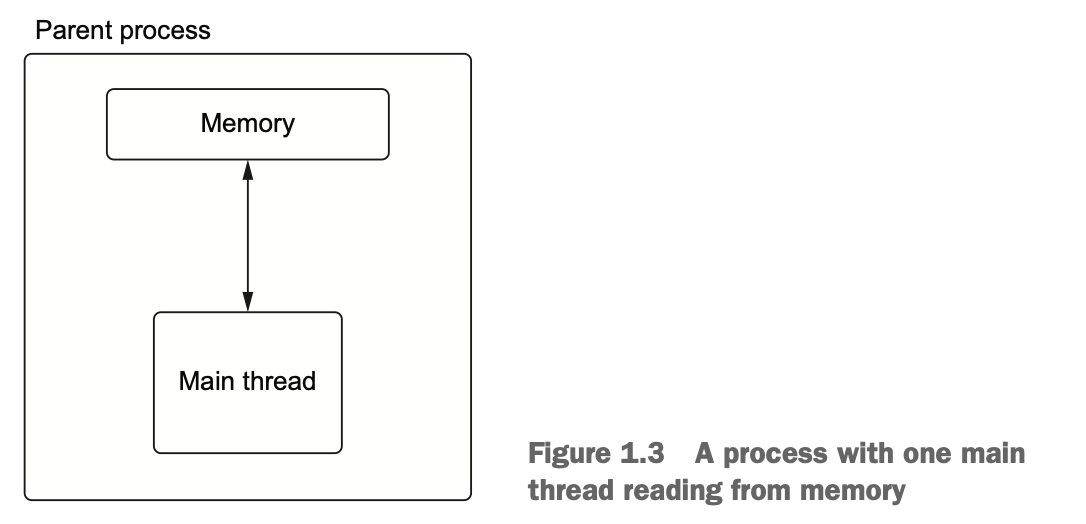 Parent process
Memory
Main thread
Figure 1.3 A process with one main
thread reading from memory